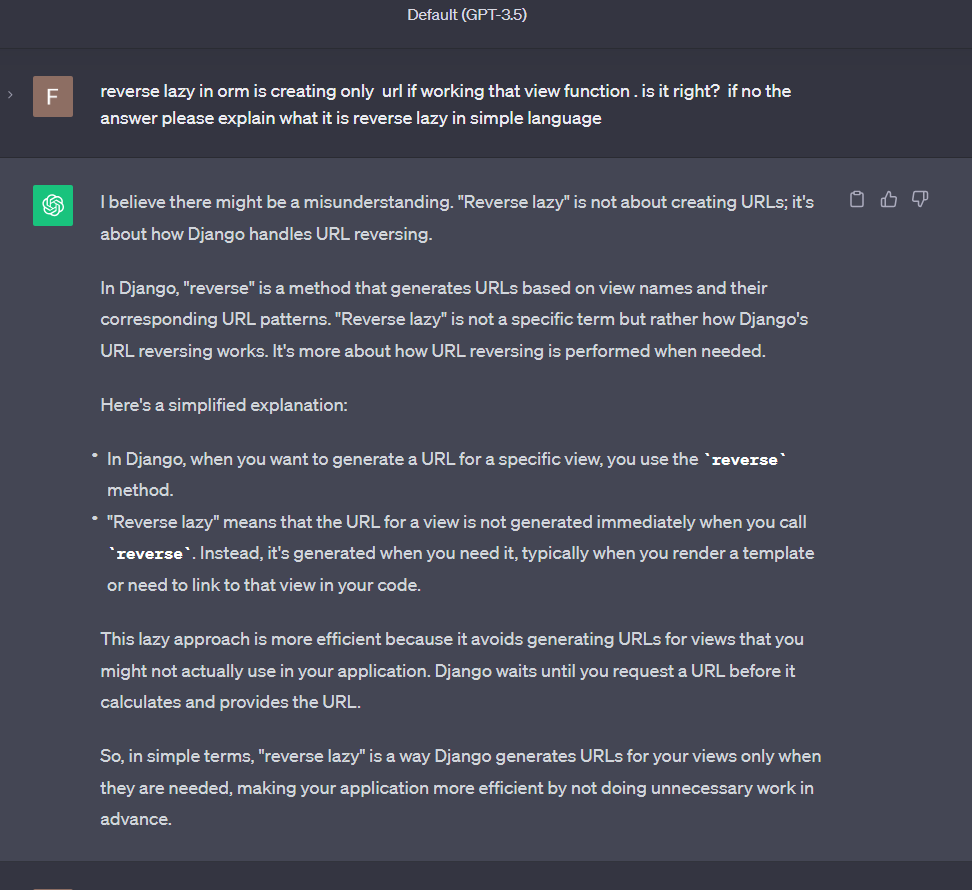 Default (GPT-3.5)
F
reverse lazy in orm is creating only url if working that view function . is it right? if no the
answer please explain what it is reverse lazy in simple language
I believe there might be a misunderstanding. "Reverse lazy" is not about creating URLs; it's
about how Django handles URL reversing.
In Django, "reverse" is a method that generates URLs based on view names and their
corresponding URL patterns. "Reverse lazy" is not a specific term but rather how Django's
URL reversing works. It's more about how URL reversing is performed when needed.
Here's a simplified explanation:
• In Django, when you want to generate a URL for a specific view, you use the `reverse`
method.
• "Reverse lazy" means that the URL for a view is not generated immediately when you call
`reverse`. Instead, it's generated when you need it, typically when you render a template
or need to link to that view in your code.
This lazy approach is more efficient because it avoids generating URLs for views that you
might not actually use in your application. Django waits until you request a URL before it
calculates and provides the URL.
So, in simple terms, "reverse lazy" is a way Django generates URLs for your views only when
they are needed, making your application more efficient by not doing unnecessary work in
advance.